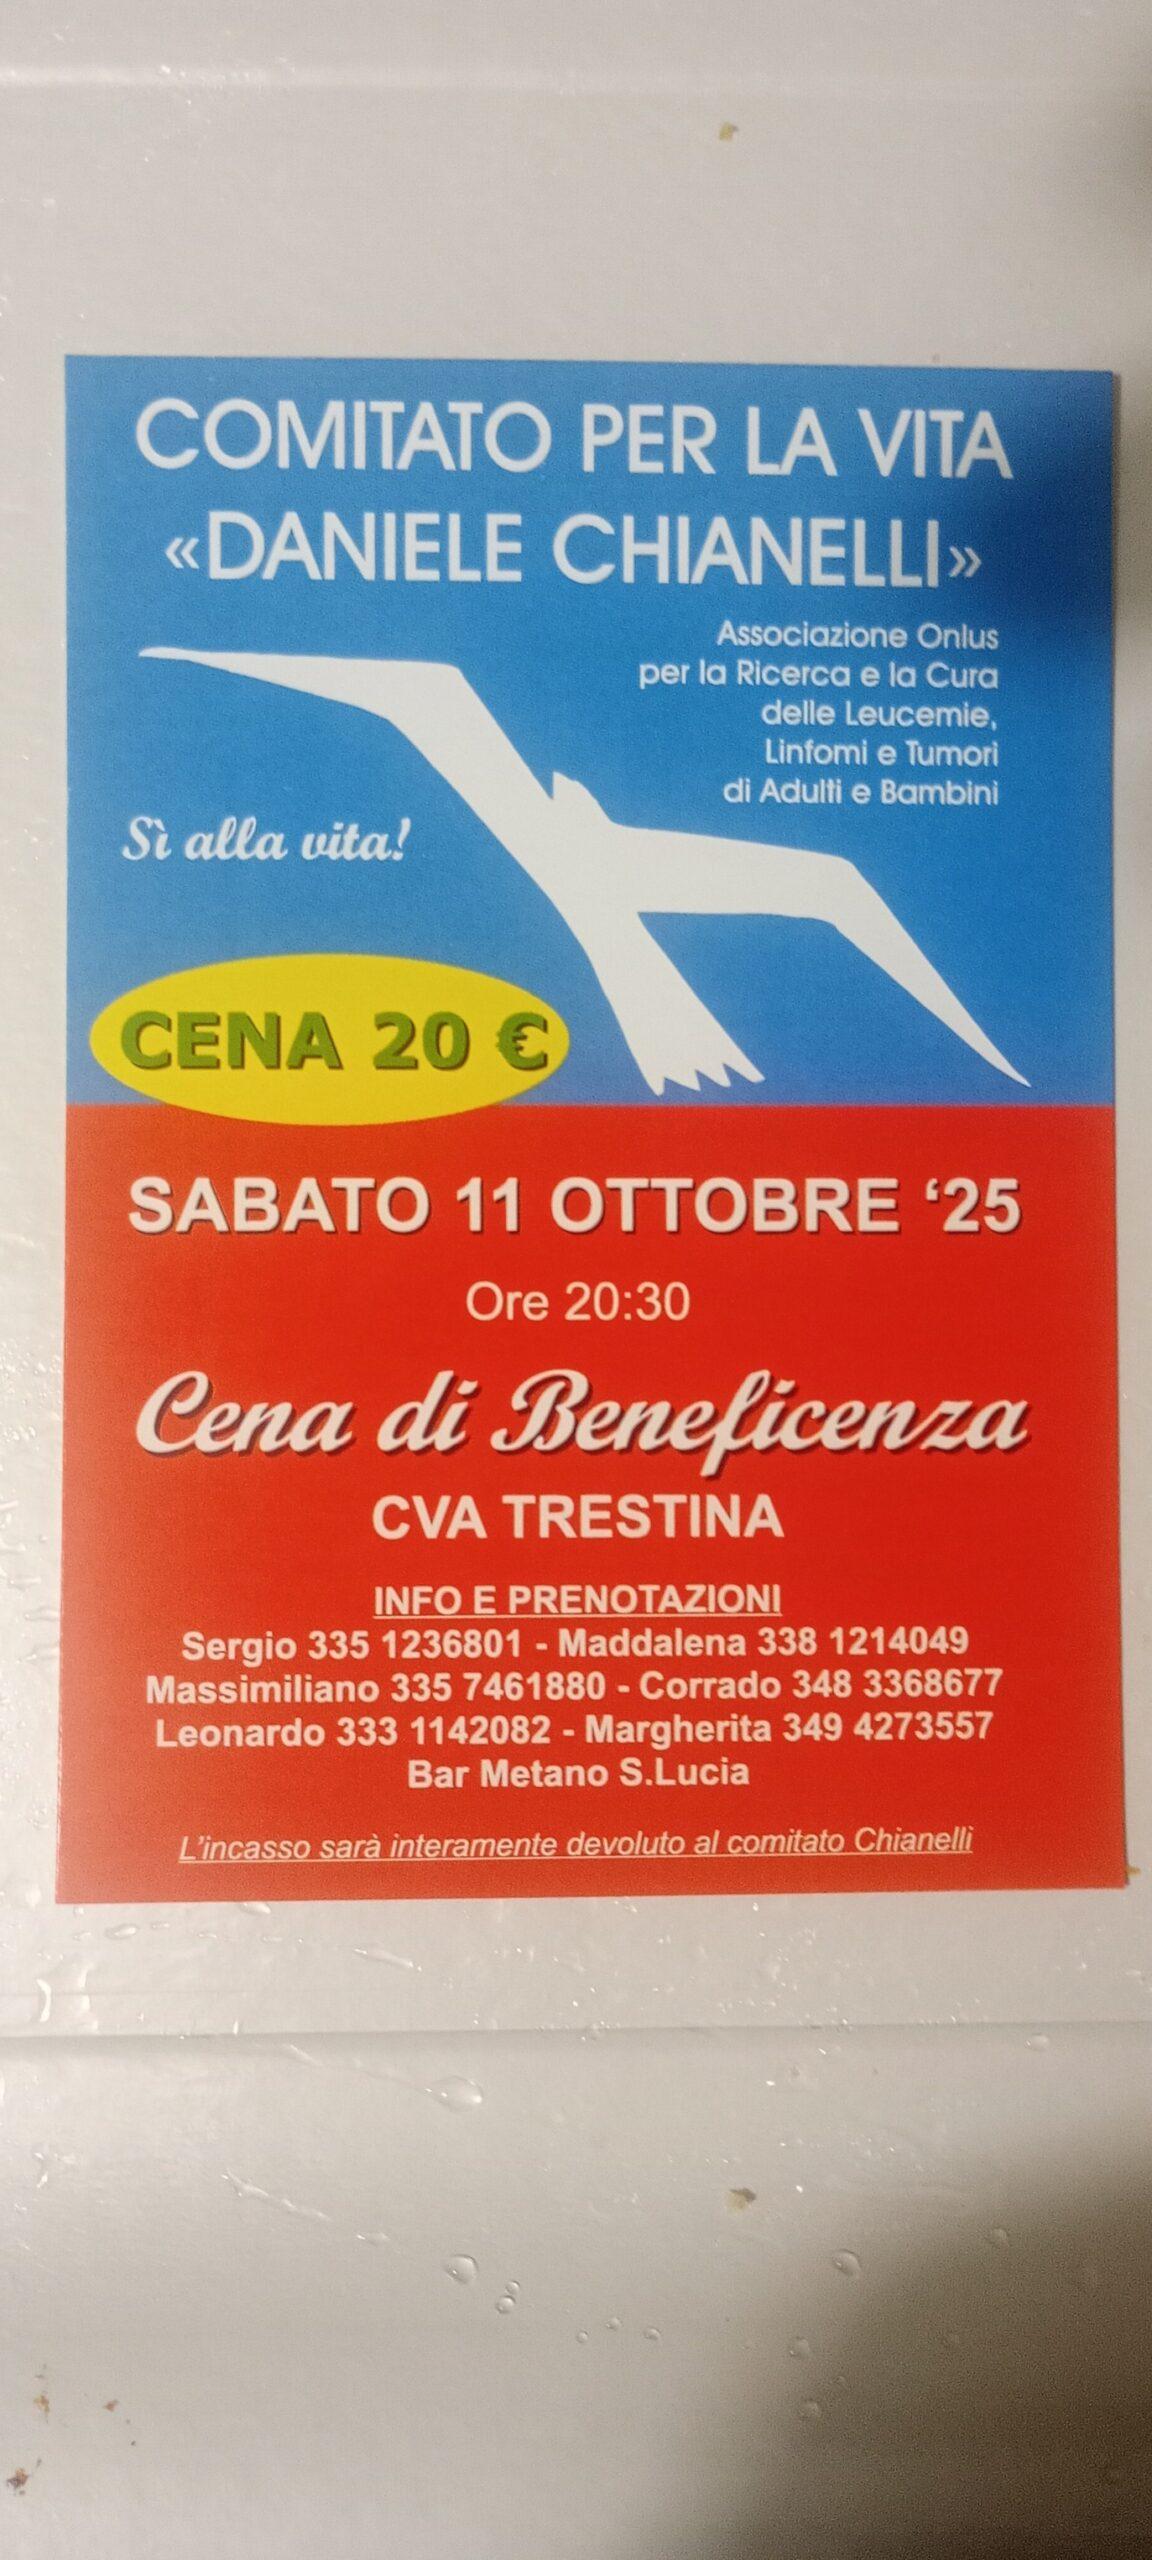 COMITATO PER LA VITA
«DANIELE CHIANELLI»
Associazione Onlus
per la Ricerca e la Cura
delle Leucemie,
Linfomi e Tumori
di Adulti e Bambini
Sì alla vita!
CENA 20 €
SABATO 11 OTTOBRE ‘25
Ore 20:30
Cena di Beneficenza
CVA TRESTINA
INFO E PRENOTAZIONI
Sergio 335 1236801 - Maddalena 338 1214049
Massimiliano 335 7461880 - Corrado 348 3368677
Leonardo 333 1142082 - Margherita 349 4273557
Bar Metano S.Lucia
L'incasso sarà interamente devoluto al comitato Chianelli